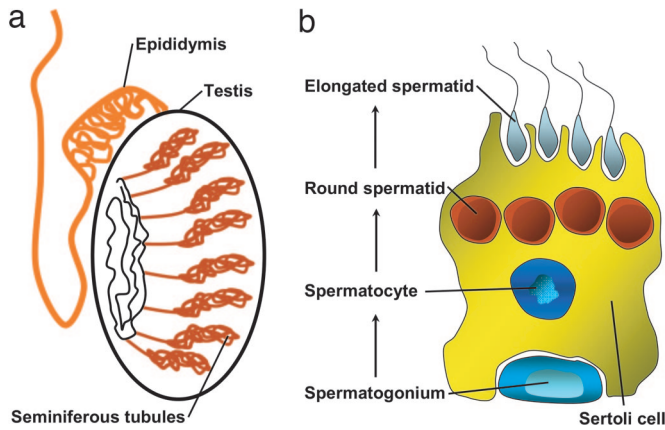 a
Epididymis
Testis
Seminiferous tubules
b
Elongated spermatid
Round spermatid
Spermatocyte
Spermatogonium
Sertoli cell